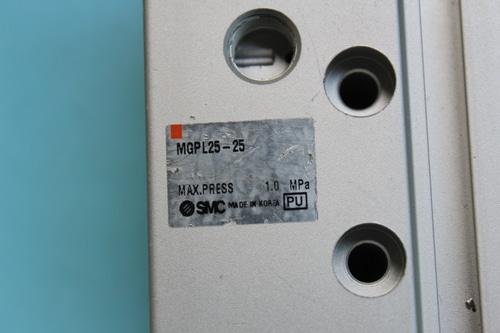 MGPL25-25
MAX.PRESS 1.0 MPa
SMC MADE IN KOREA PU